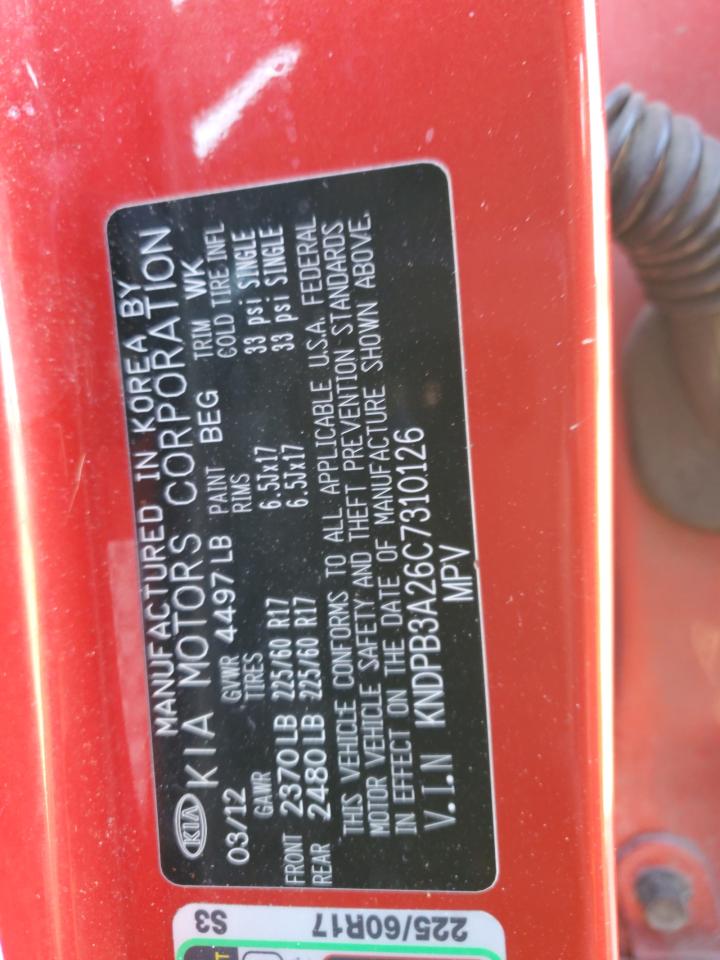 MANUFACTURED IN KOREA BY
KIA KIA MOTORS CORPORATION
03/12 GVWR 4497 LB PAINT BEG TRIM WK
GAWR TIRES RIMS COLD TIRE INFL
FRONT 2370 LB 225/60 R17 6.5Jx17 33 psi SINGLE
REAR 2480 LB 225/60 R17 6.5Jx17 33 psi SINGLE
THIS VEHICLE CONFORMS TO ALL APPLICABLE U.S.A. FEDERAL
MOTOR VEHICLE SAFETY AND THEFT PREVENTION STANDARDS
IN EFFECT ON THE DATE OF MANUFACTURE SHOWN ABOVE.
V.I.N KNDPB3A26C7310126
MPV
225/60R17 S3